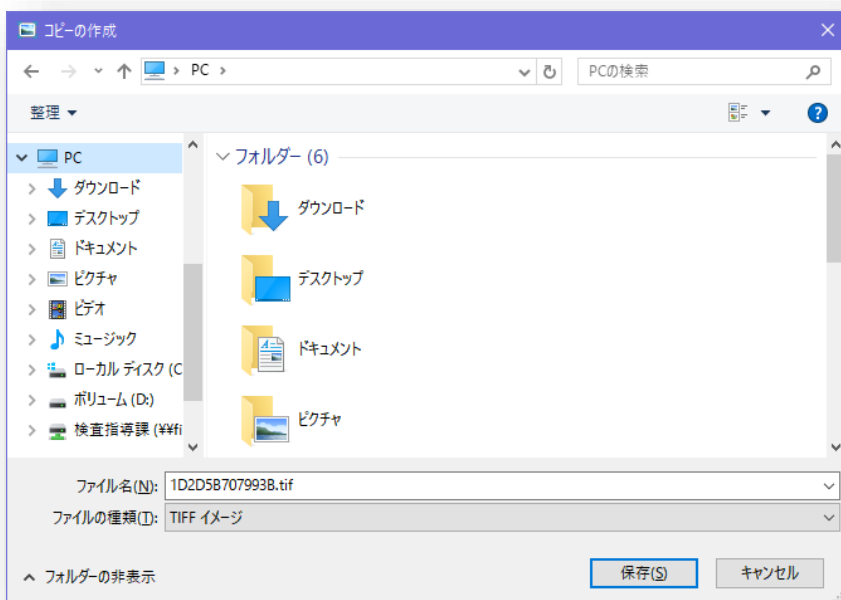 コピーの作成
PC
PCの検索
整理
PC
ダウンロード
デスクトップ
ドキュメント
ピクチャ
ビデオ
ミュージック
ローカル ディスク (C
ボリューム (D:)
検査指導課 (¥¥fi
フォルダー (6)
ダウンロード
デスクトップ
ドキュメント
ピクチャ
ファイル名(N): 1D2D5B707993B.tif
ファイルの種類(T): TIFF イメージ
フォルダーの非表示
保存(S)
キャンセル